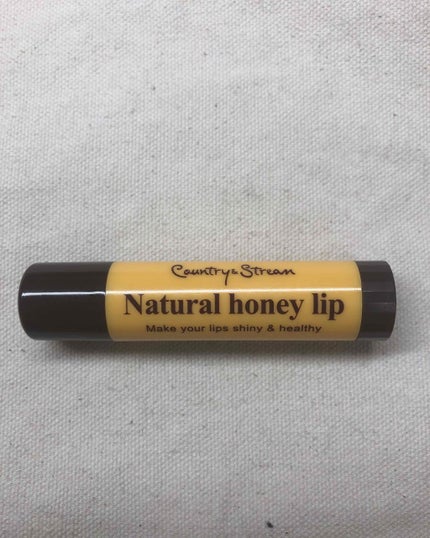 Country & Stream
Natural honey lip
Make your lips shiny & healthy